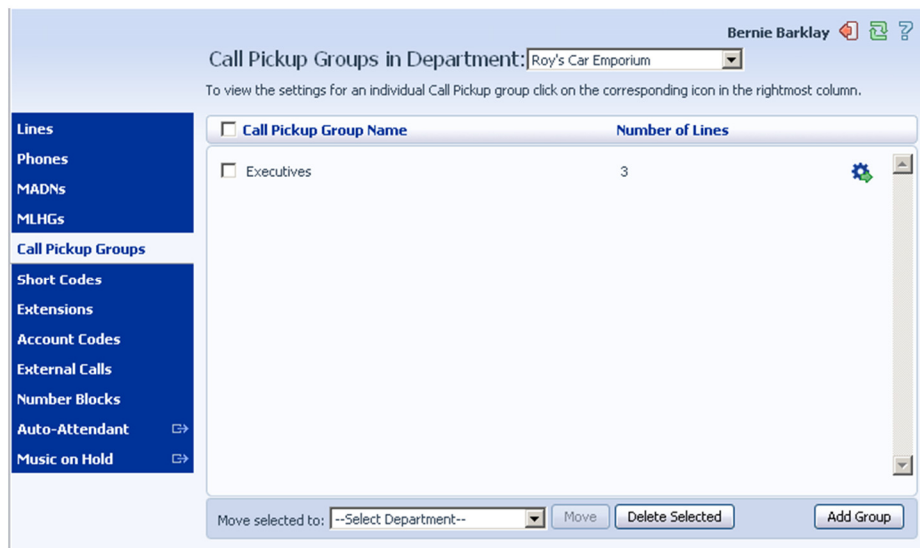 Bernie Barklay
Call Pickup Groups in Department: Roy's Car Emporium
To view the settings for an individual Call Pickup group click on the corresponding icon in the rightmost column.
Lines
Phones
MADNs
MLHGs
Call Pickup Groups
Short Codes
Extensions
Account Codes
External Calls
Number Blocks
Auto-Attendant
Music on Hold
Call Pickup Group Name Number of Lines
Executives 3
Move selected to: --Select Department-- Move Delete Selected Add Group